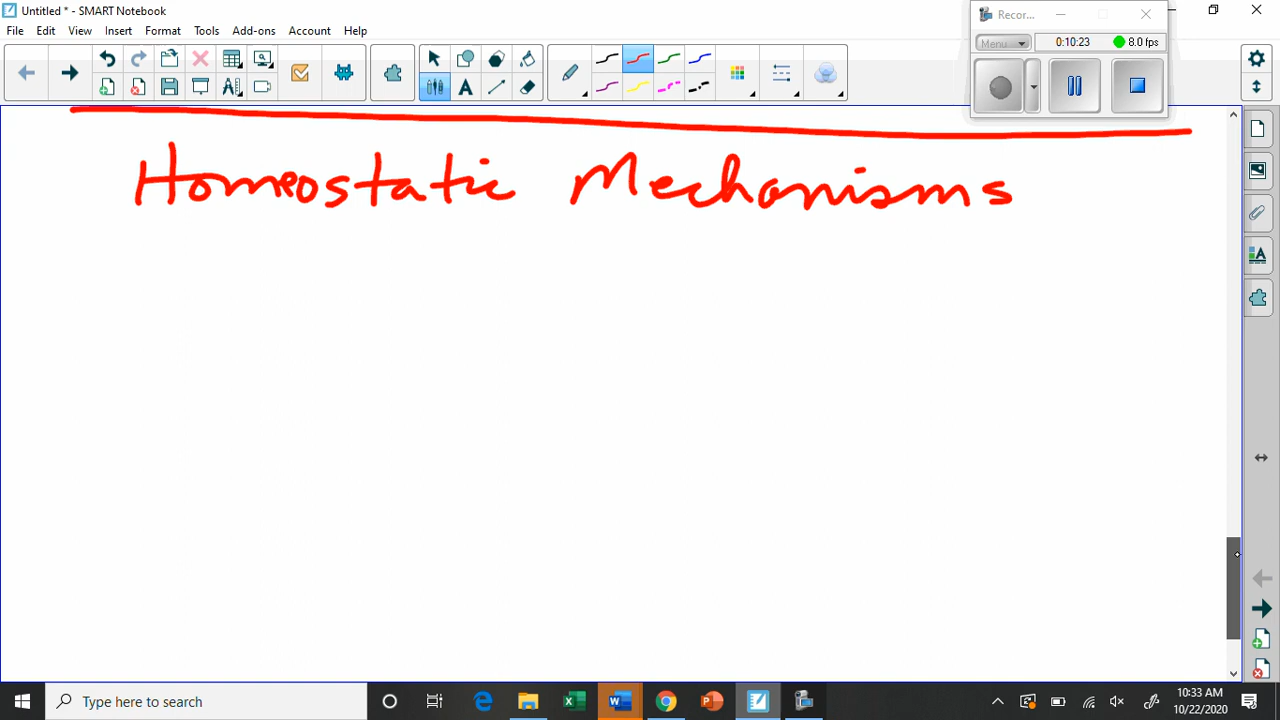 Untitled * - SMART Notebook
File Edit View Insert Format Tools Add-ons Account Help
Recor...
Menu
0:10:23
8.0 fps
Homeostatic Mechanisms
Type here to search
10:33 AM
10/22/2020